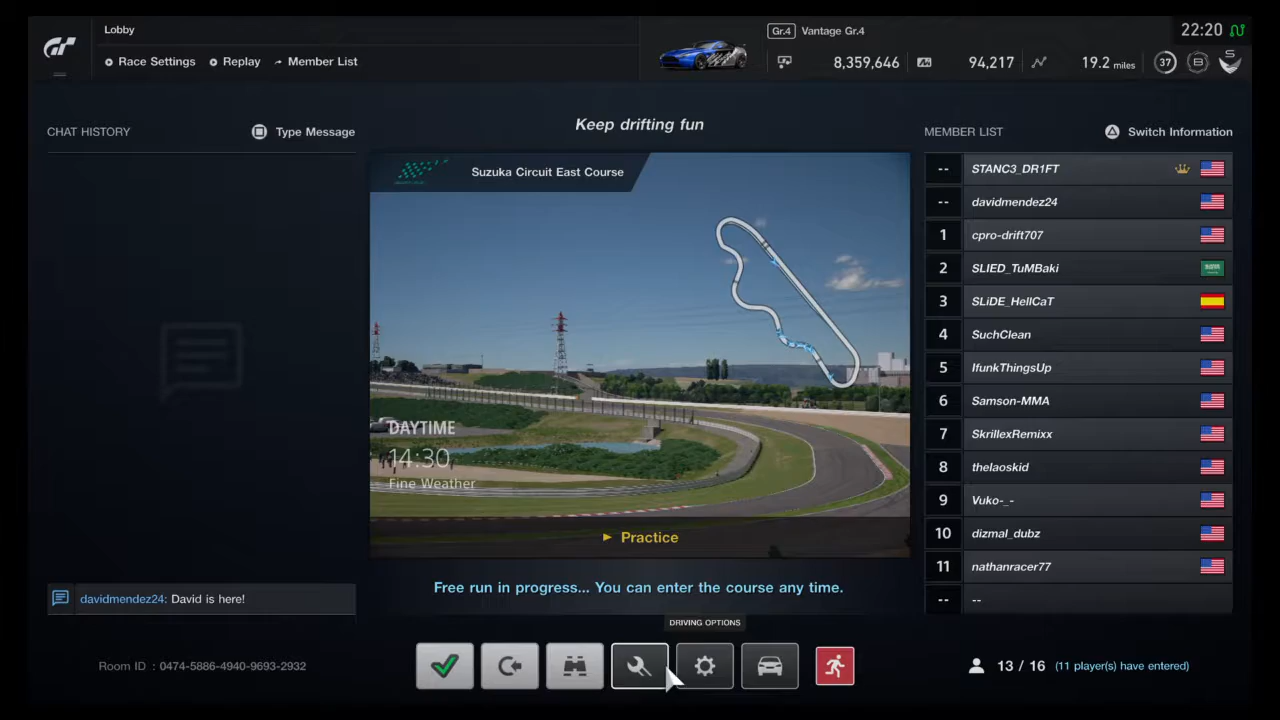 Lobby
Race Settings
Replay
Member List
Gr.4
Vantage Gr.4
22:20
8,359,646
94,217
19.2 miles
37
B
S
CHAT HISTORY
Type Message
Keep drifting fun
MEMBER LIST
Switch Information
Suzuka Circuit East Course
DAYTIME
14:30
Fine Weather
Practice
-- STANC3_DR1FT
-- davidmendez24
1 cpro-drift707
2 SLIED_TuMBaki
3 SLiDE_HellCaT
4 SuchClean
5 IfunkThingsUp
6 Samson-MMA
7 SkrillexRemixx
8 thelaoskid
9 Vuko-_-
10 dizmal_dubz
11 nathanracer77
-- --
davidmendez24: David is here!
Free run in progress... You can enter the course any time.
DRIVING OPTIONS
Room ID : 0474-5886-4940-9693-2932
13 / 16 (11 player(s) have entered)